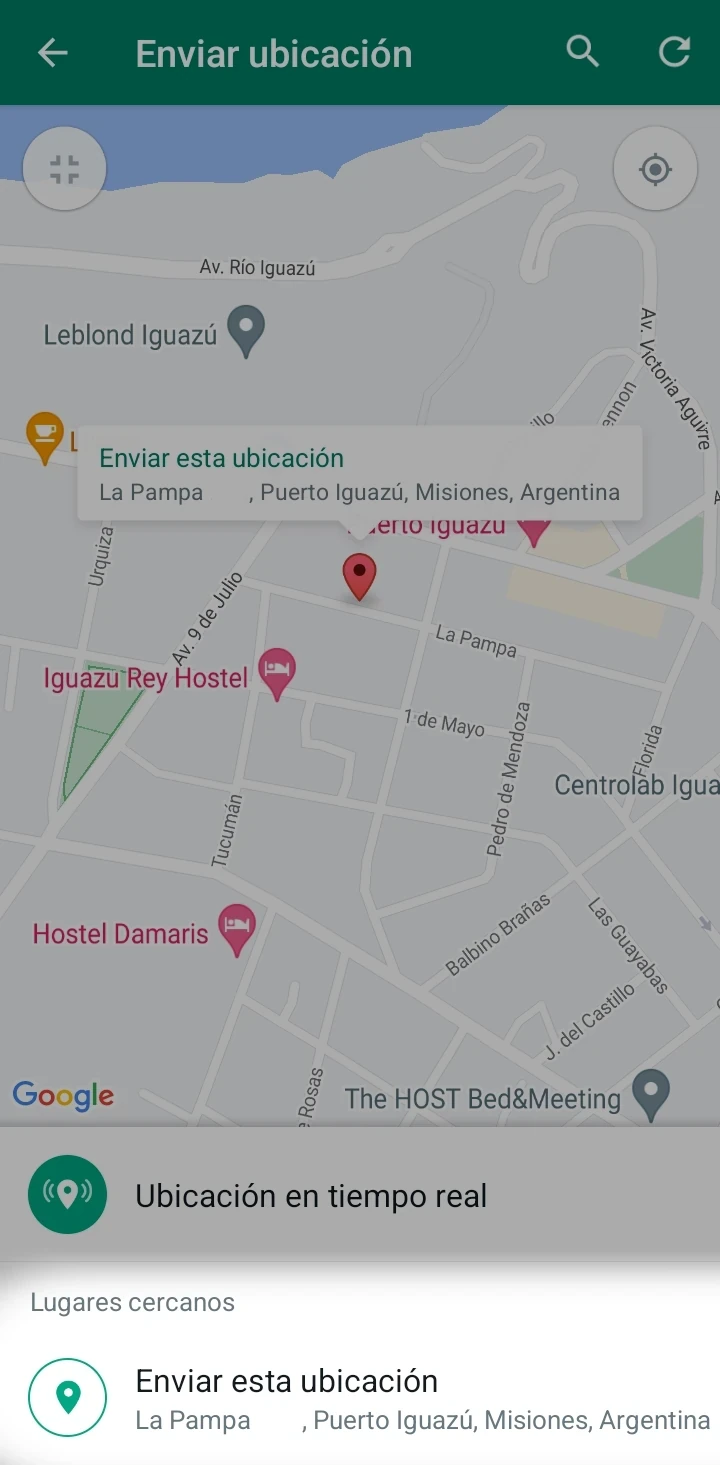 Enviar ubicación
Av. Río Iguazú
Leblond Iguazú
Av. Victoria Aguirre
Enviar esta ubicación
La Pampa , Puerto Iguazú, Misiones, Argentina
Iguazú
Urquiza
Av. 9 de Julio
La Pampa
Iguazu Rey Hostel
1 de Mayo
Florida
Pedro de Mendoza
Centrolab Igua
Tucumán
Hostel Damaris
Balbino Brañas
Las Guayabas
J. del Castillo
Google
Rosas
The HOST Bed&Meeting
Ubicación en tiempo real
Lugares cercanos
Enviar esta ubicación
La Pampa , Puerto Iguazú, Misiones, Argentina